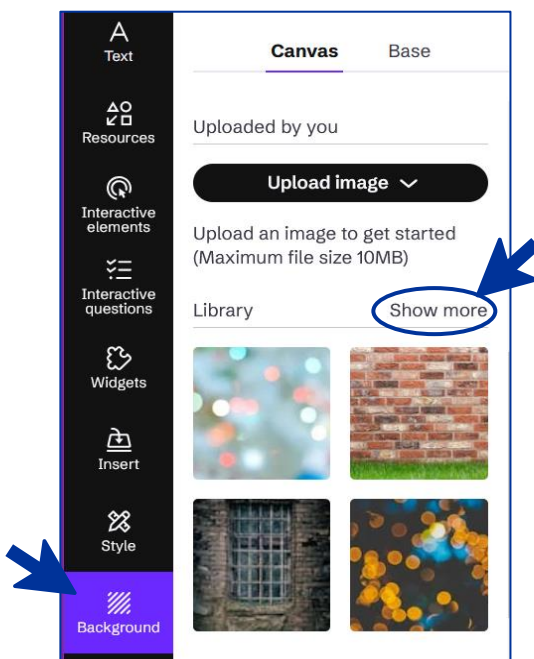 Text
Resources
Interactive
elements
Interactive
questions
Widgets
Insert
Style
Background
Canvas
Base
Uploaded by you
Upload image
Upload an image to get started
(Maximum file size 10MB)
Library
Show more